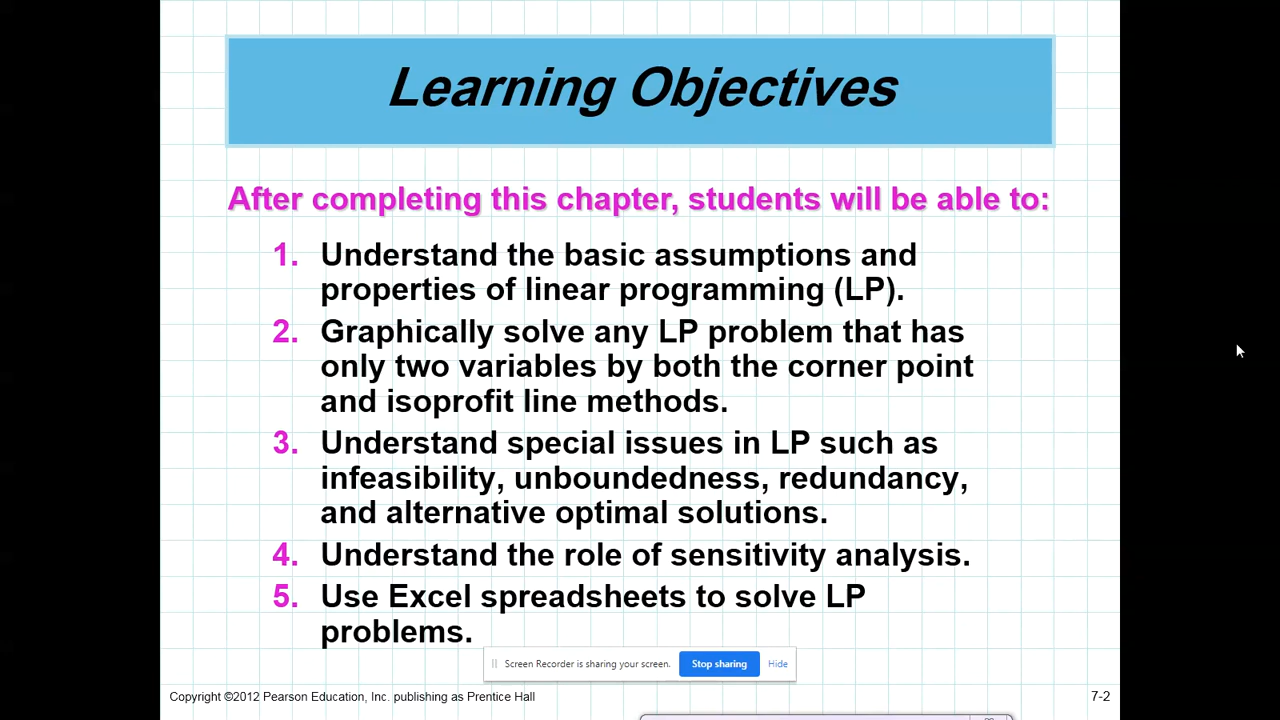 Learning Objectives
After completing this chapter, students will be able to:
1. Understand the basic assumptions and
properties of linear programming (LP).
2. Graphically solve any LP problem that has
only two variables by both the corner point
and isoprofit line methods.
3. Understand special issues in LP such as
infeasibility, unboundedness, redundancy,
and alternative optimal solutions.
4. Understand the role of sensitivity analysis.
5. Use Excel spreadsheets to solve LP
problems.
Screen Recorder is sharing your screen. Stop sharing Hide
Copyright ©2012 Pearson Education, Inc. publishing as Prentice Hall 7-2